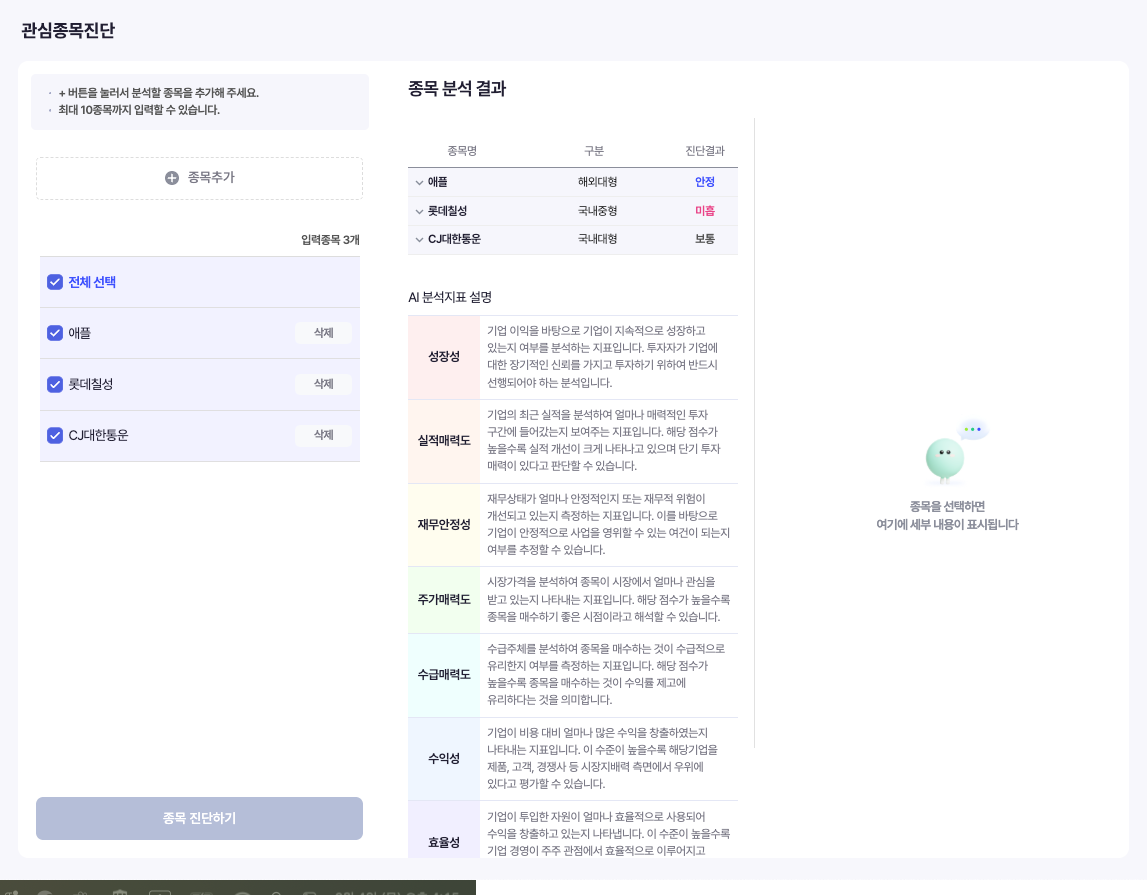 관심종목진단
· + 버튼을 눌러서 분석할 종목을 추가해 주세요.
· 최대 10종목까지 입력할 수 있습니다.
종목추가
입력종목 3개
전체 선택
애플 삭제
롯데칠성 삭제
CJ대한통운 삭제
종목 진단하기
종목 분석 결과
종목명 구분 진단결과
애플 해외대형 안정
롯데칠성 국내중형 미흡
CJ대한통운 국내대형 보통
AI 분석지표 설명
성장성
기업 이익을 바탕으로 기업이 지속적으로 성장하고
있는지 여부를 분석하는 지표입니다. 투자자가 기업에
대한 장기적인 신뢰를 가지고 투자하기 위하여 반드시
선행되어야 하는 분석입니다.
실적매력도
기업의 최근 실적을 분석하여 얼마나 매력적인 투자
구간에 들어갔는지 보여주는 지표입니다. 해당 점수가
높을수록 실적 개선이 크게 나타나고 있으며 단기 투자
매력이 있다고 판단할 수 있습니다.
재무안정성
재무상태가 얼마나 안정적인지 또는 재무적 위험이
개선되고 있는지 측정하는 지표입니다. 이를 바탕으로
기업이 안정적으로 사업을 영위할 수 있는 여건이 되는지
여부를 추정할 수 있습니다.
주가매력도
시장가격을 분석하여 종목이 시장에서 얼마나 관심을
받고 있는지 나타내는 지표입니다. 해당 점수가 높을수록
종목을 매수하기 좋은 시점이라고 해석할 수 있습니다.
수급매력도
수급주체를 분석하여 종목을 매수하는 것이 수급적으로
유리한지 여부를 측정하는 지표입니다. 해당 점수가
높을수록 종목을 매수하는 것이 수익률 제고에
유리하다는 것을 의미합니다.
수익성
기업이 비용 대비 얼마나 많은 수익을 창출하였는지
나타내는 지표입니다. 이 수준이 높을수록 해당기업을
제품, 고객, 경쟁사 등 시장지배력 측면에서 우위에
있다고 평가할 수 있습니다.
효율성
기업이 투입한 자원이 얼마나 효율적으로 사용되어
수익을 창출하고 있는지 나타냅니다. 이 수준이 높을수록
기업 경영이 주주 관점에서 효율적으로 이루어지고
종목을 선택하면
여기에 세부 내용이 표시됩니다